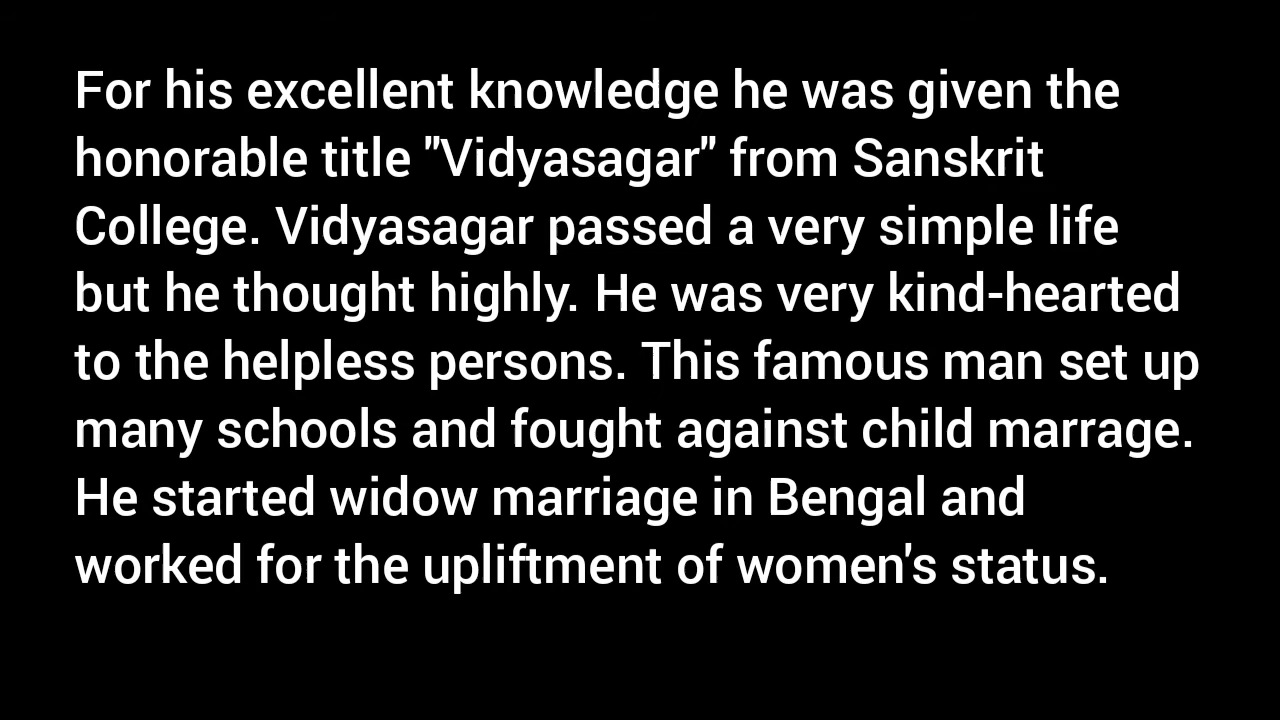 For his excellent knowledge he was given the
honorable title "Vidyasagar" from Sanskrit
College. Vidyasagar passed a very simple life
but he thought highly. He was very kind-hearted
to the helpless persons. This famous man set up
many schools and fought against child marrage.
He started widow marriage in Bengal and
worked for the upliftment of women's status.